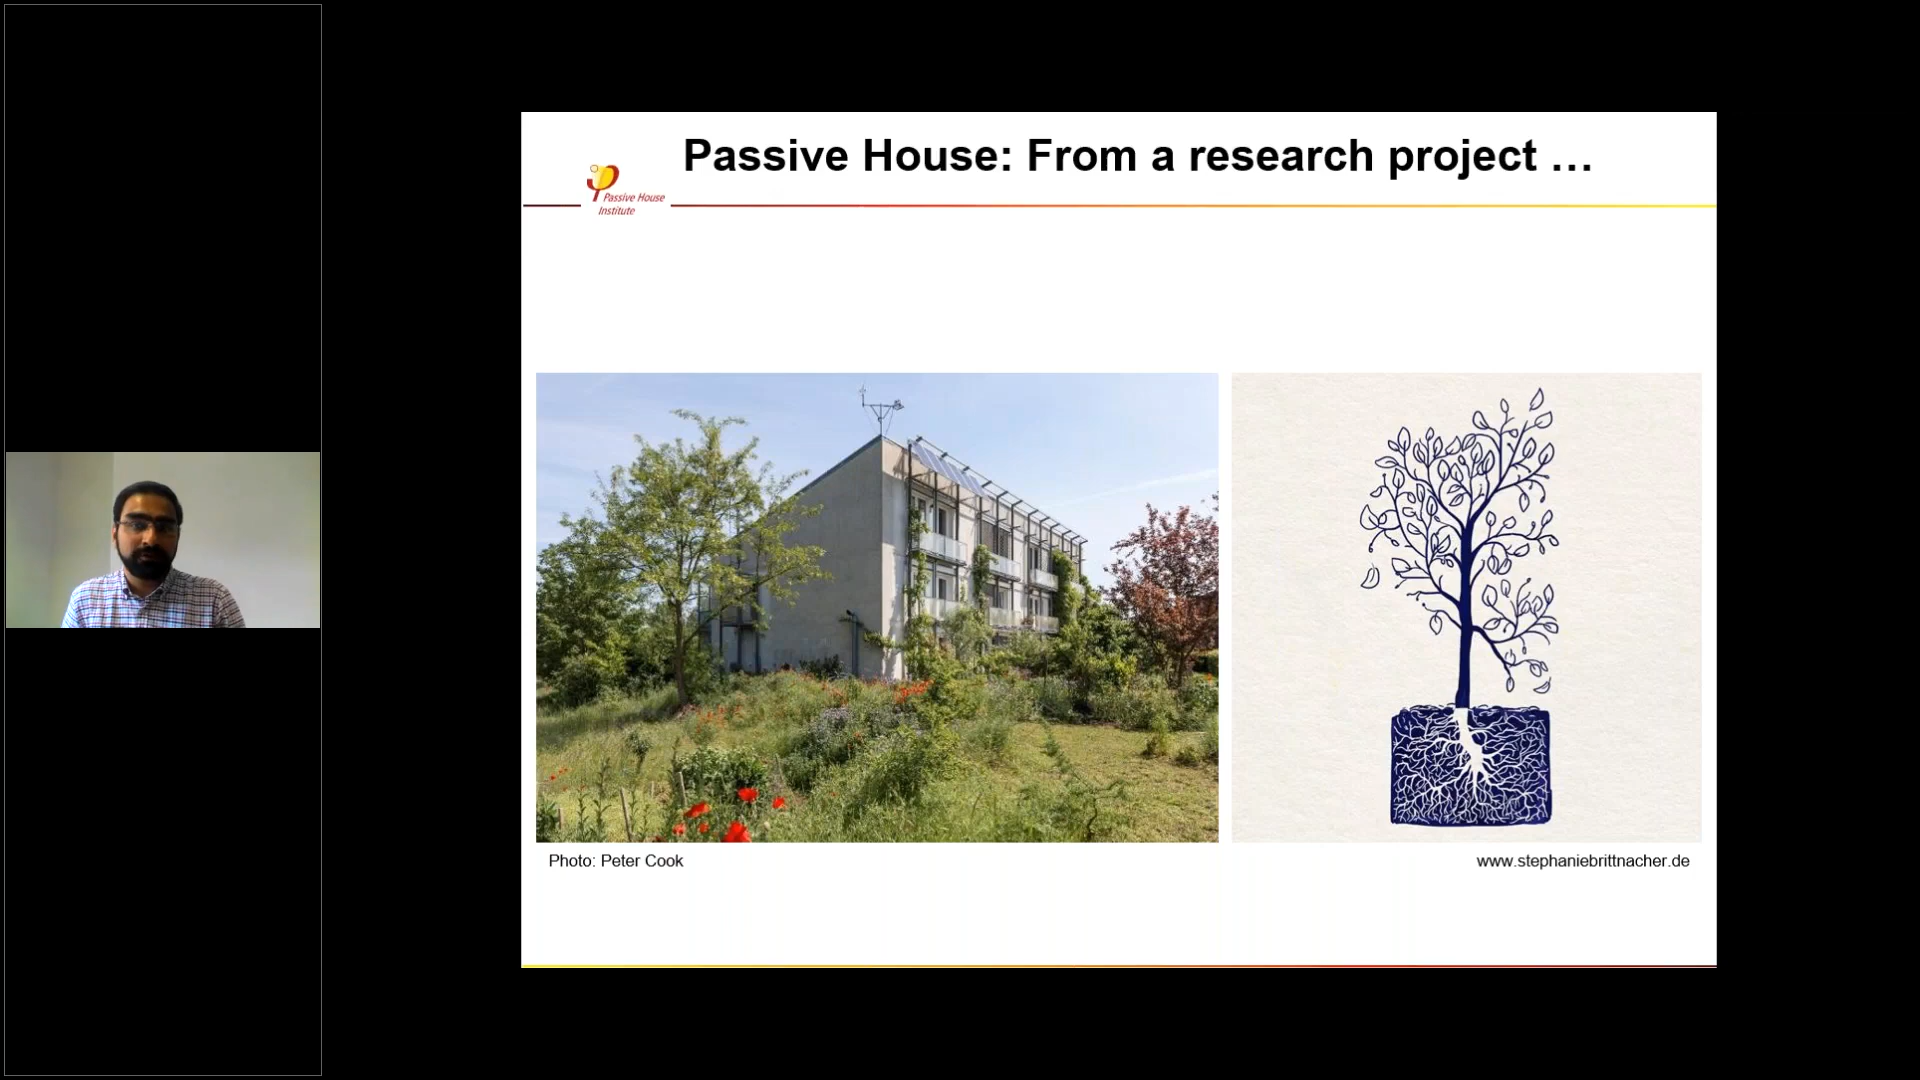 Passive House: From a research project …
Passive House
Institute
Photo: Peter Cook
www.stephaniebrittnacher.de